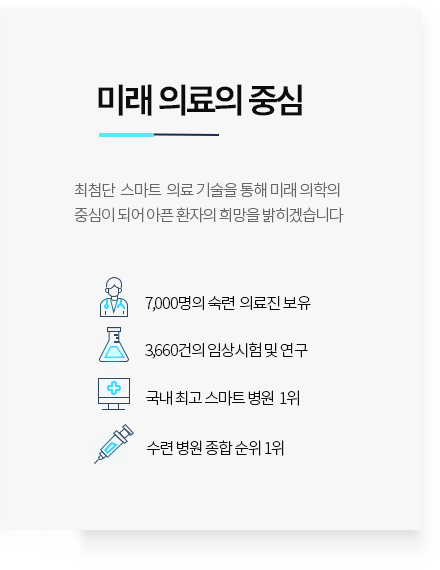 미래 의료의 중심
최첨단 스마트 의료 기술을 통해 미래 의학의
중심이 되어 아픈 환자의 희망을 밝히겠습니다
7,000명의 숙련 의료진 보유
3,660건의 임상시험 및 연구
국내 최고 스마트 병원 1위
수련 병원 종합 순위 1위